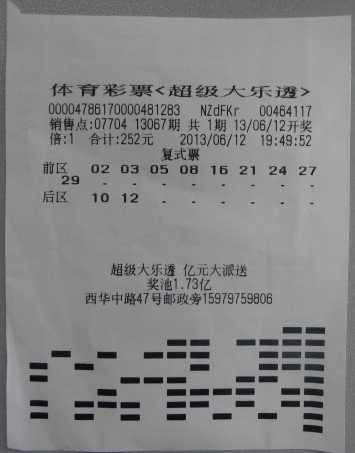 体育彩票<超级大乐透>
00004786170000481283 NZdFKr 00464117
销售点:07704 13067期 共 1期 13/06/12开奖
倍:1 合计:252元 2013/06/12 19:49:52
复式票
前区 02 03 05 08 16 21 24 27
29 - - - - - - -
后区 10 12 - - - - - -
超级大乐透 亿元大派送
奖池1.73亿
西华中路47号邮政旁15979759806